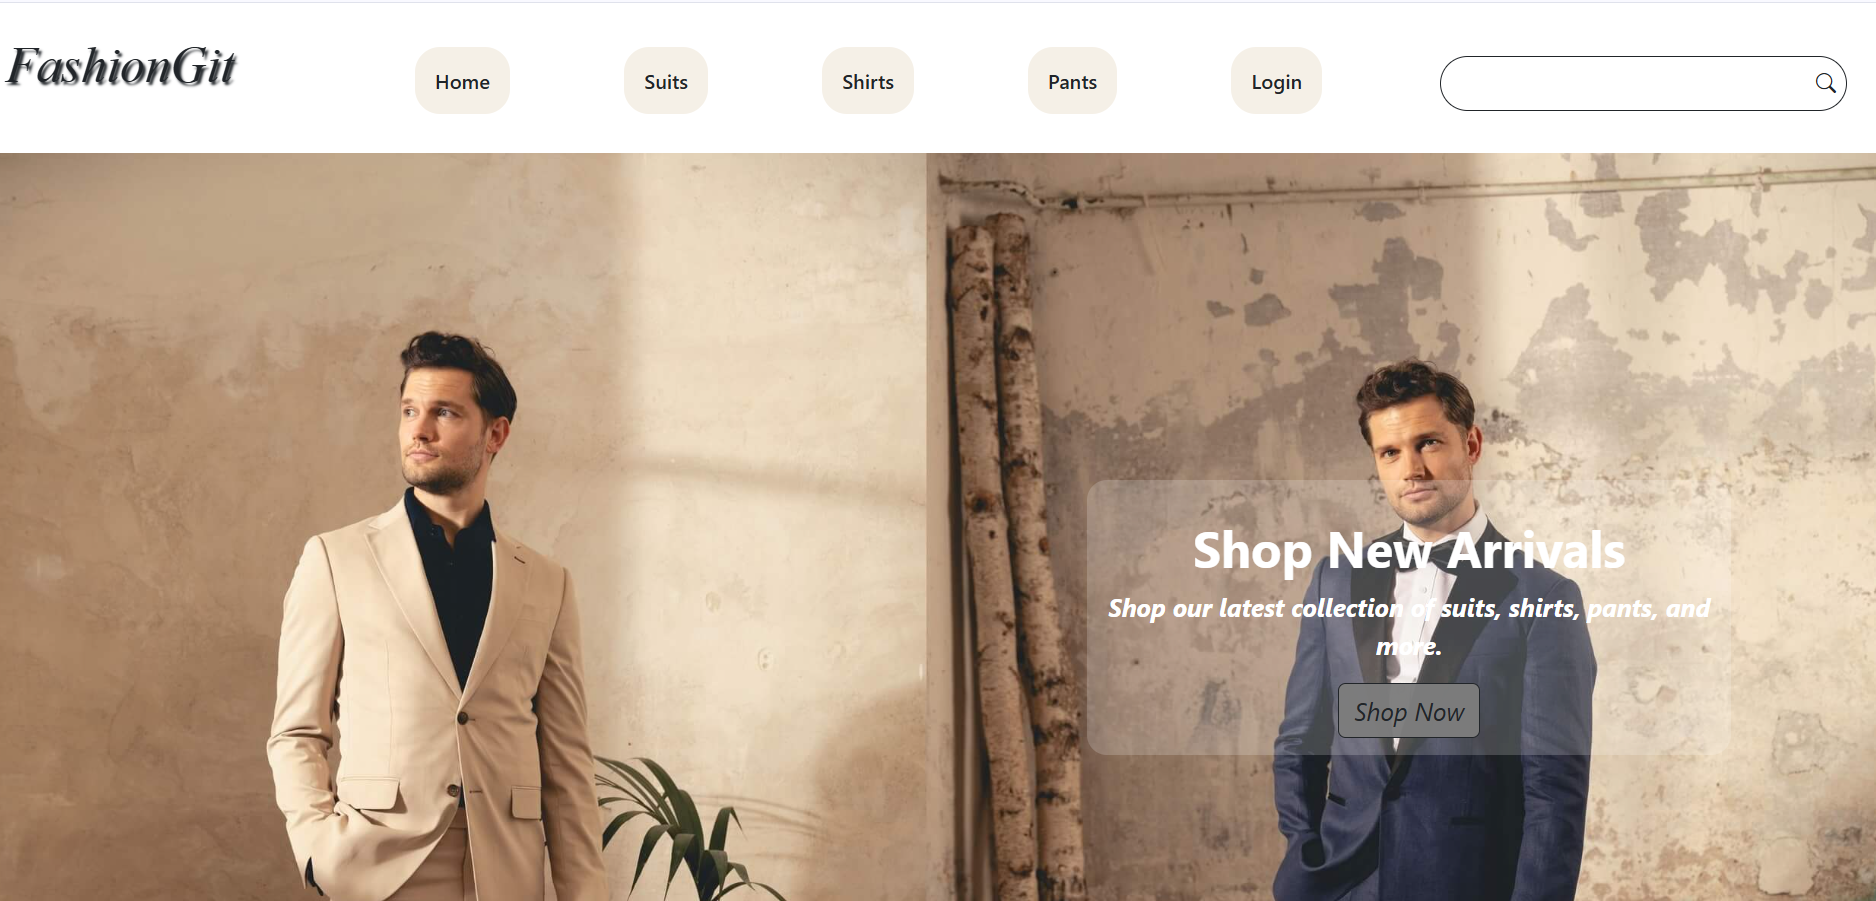 FashionGit
Home
Suits
Shirts
Pants
Login
Shop New Arrivals
Shop our latest collection of suits, shirts, pants, and
more.
Shop Now